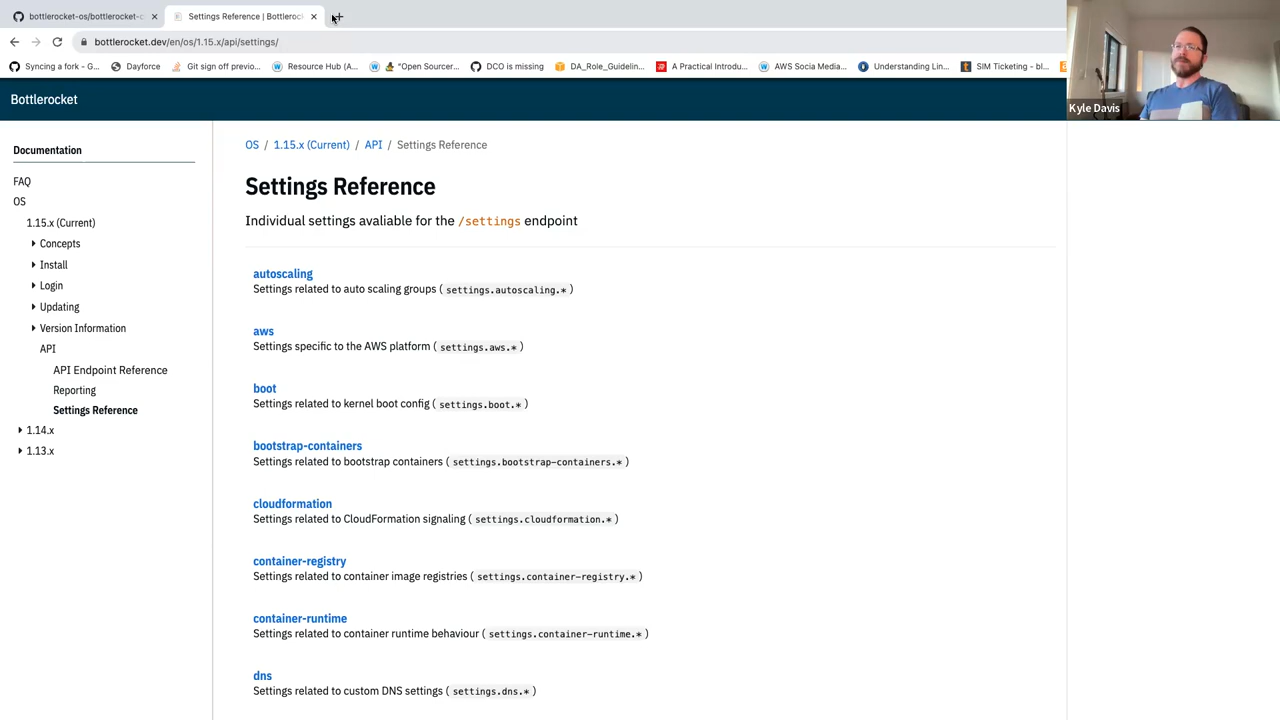 bottlerocket-os/bottlerocket-c
Settings Reference | Bottleroc
bottlerocket.dev/en/os/1.15.x/api/settings/
Syncing a fork - G...
Dayforce
Git sign off previo...
Resource Hub (A...
"Open Sourcer...
DCO is missing
DA_Role_Guidelin...
A Practical Introdu...
AWS Socia Media...
Understanding Lin...
SIM Ticketing - bl...
Kyle Davis
Bottlerocket
Documentation
FAQ
OS
1.15.x (Current)
Concepts
Install
Login
Updating
Version Information
API
API Endpoint Reference
Reporting
Settings Reference
1.14.x
1.13.x
OS / 1.15.x (Current) / API / Settings Reference
Settings Reference
Individual settings avaliable for the /settings endpoint
autoscaling
Settings related to auto scaling groups ( settings.autoscaling.* )
aws
Settings specific to the AWS platform ( settings.aws.* )
boot
Settings related to kernel boot config ( settings.boot.* )
bootstrap-containers
Settings related to bootstrap containers ( settings.bootstrap-containers.* )
cloudformation
Settings related to CloudFormation signaling ( settings.cloudformation.* )
container-registry
Settings related to container image registries ( settings.container-registry.* )
container-runtime
Settings related to container runtime behaviour ( settings.container-runtime.* )
dns
Settings related to custom DNS settings ( settings.dns.* )